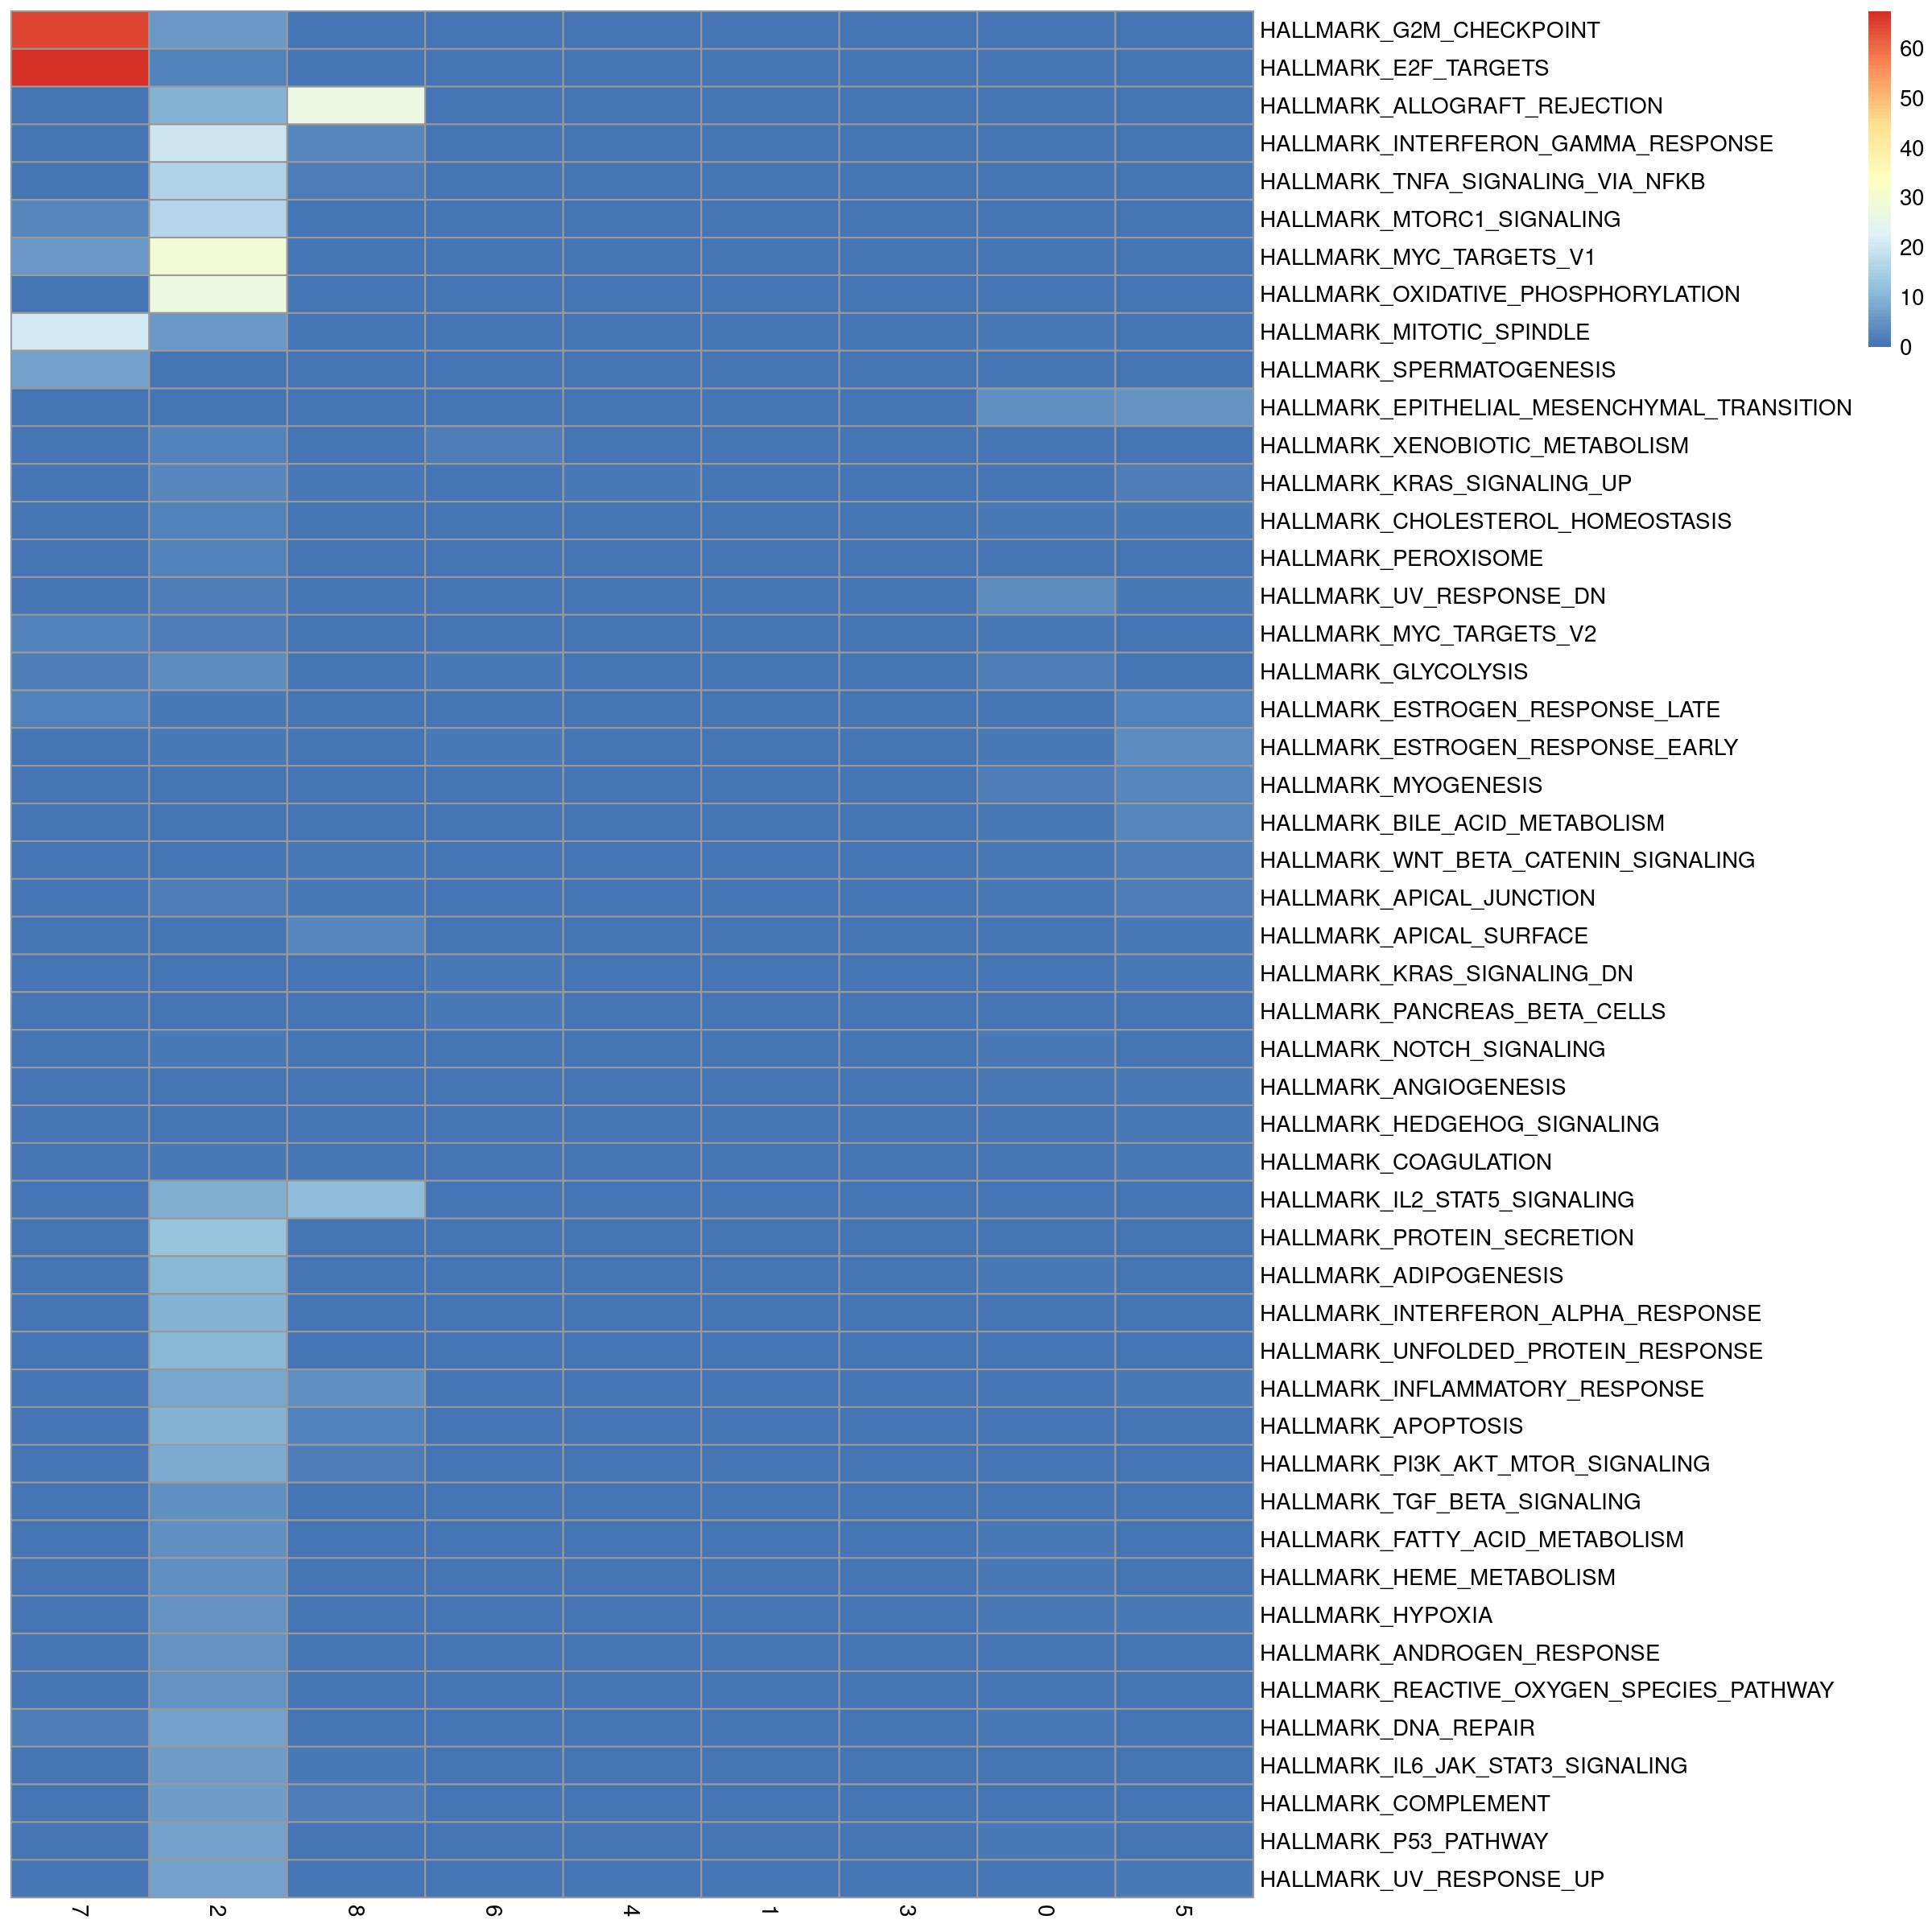 HALLMARK_G2M_CHECKPOINT
HALLMARK_E2F_TARGETS
HALLMARK_ALLOGRAFT_REJECTION
HALLMARK_INTERFERON_GAMMA_RESPONSE
HALLMARK_TNFA_SIGNALING_VIA_NFKB
HALLMARK_MTORC1_SIGNALING
HALLMARK_MYC_TARGETS_V1
HALLMARK_OXIDATIVE_PHOSPHORYLATION
HALLMARK_MITOTIC_SPINDLE
HALLMARK_SPERMATOGENESIS
HALLMARK_EPITHELIAL_MESENCHYMAL_TRANSITION
HALLMARK_XENOBIOTIC_METABOLISM
HALLMARK_KRAS_SIGNALING_UP
HALLMARK_CHOLESTEROL_HOMEOSTASIS
HALLMARK_PEROXISOME
HALLMARK_UV_RESPONSE_DN
HALLMARK_MYC_TARGETS_V2
HALLMARK_GLYCOLYSIS
HALLMARK_ESTROGEN_RESPONSE_LATE
HALLMARK_ESTROGEN_RESPONSE_EARLY
HALLMARK_MYOGENESIS
HALLMARK_BILE_ACID_METABOLISM
HALLMARK_WNT_BETA_CATENIN_SIGNALING
HALLMARK_APICAL_JUNCTION
HALLMARK_APICAL_SURFACE
HALLMARK_KRAS_SIGNALING_DN
HALLMARK_PANCREAS_BETA_CELLS
HALLMARK_NOTCH_SIGNALING
HALLMARK_ANGIOGENESIS
HALLMARK_HEDGEHOG_SIGNALING
HALLMARK_COAGULATION
HALLMARK_IL2_STAT5_SIGNALING
HALLMARK_PROTEIN_SECRETION
HALLMARK_ADIPOGENESIS
HALLMARK_INTERFERON_ALPHA_RESPONSE
HALLMARK_UNFOLDED_PROTEIN_RESPONSE
HALLMARK_INFLAMMATORY_RESPONSE
HALLMARK_APOPTOSIS
HALLMARK_PI3K_AKT_MTOR_SIGNALING
HALLMARK_TGF_BETA_SIGNALING
HALLMARK_FATTY_ACID_METABOLISM
HALLMARK_HEME_METABOLISM
HALLMARK_HYPOXIA
HALLMARK_ANDROGEN_RESPONSE
HALLMARK_REACTIVE_OXYGEN_SPECIES_PATHWAY
HALLMARK_DNA_REPAIR
HALLMARK_IL6_JAK_STAT3_SIGNALING
HALLMARK_COMPLEMENT
HALLMARK_P53_PATHWAY
HALLMARK_UV_RESPONSE_UP
7 2 8 6 4 1 3 0 5
60
50
40
30
20
10
0